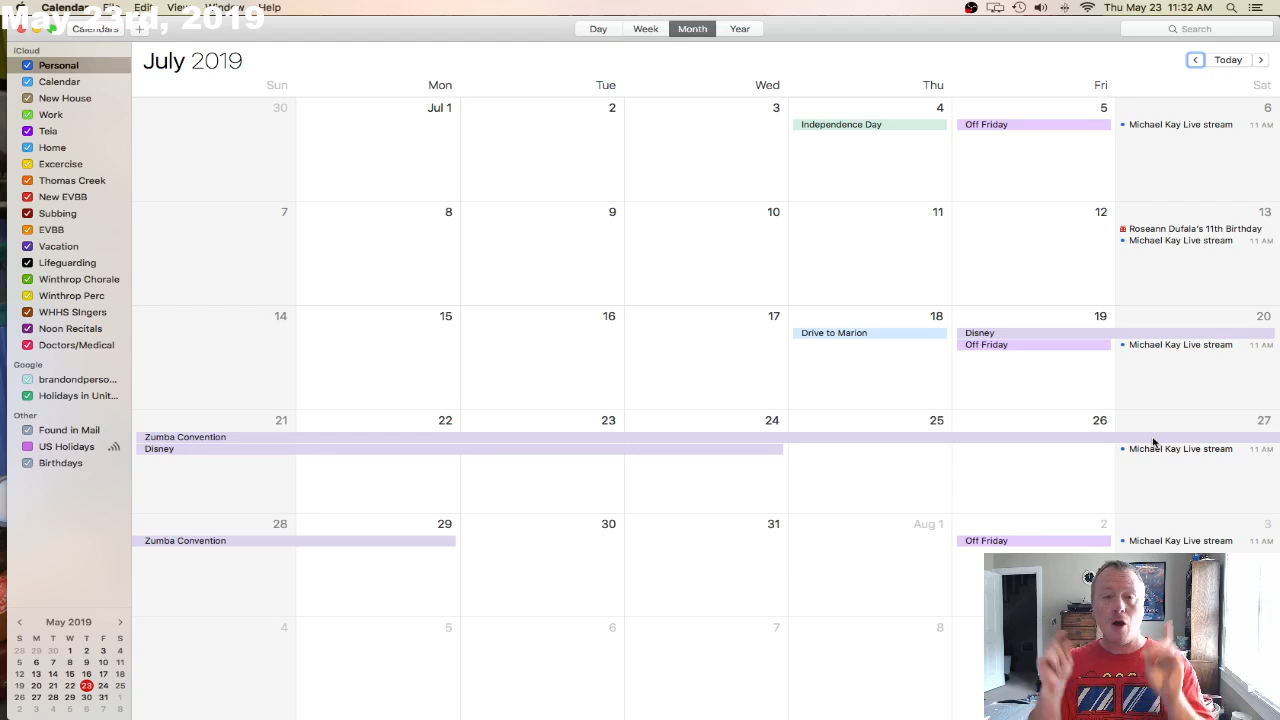 Calendar File Edit View Window Help Thu May 23 11:32 AM
May 23rd, 2019
Calendars + Day Week Month Year Search
July 2019
Today
Sun Mon Tue Wed Thu Fri Sat
30 Jul 1 2 3 4 5 6
Independence Day Off Friday Michael Kay Live stream 11 AM
7 8 9 10 11 12 13
Roseann Dufala's 11th Birthday
Michael Kay Live stream 11 AM
14 15 16 17 18 19 20
Drive to Marion Disney
Off Friday Michael Kay Live stream 11 AM
21 22 23 24 25 26 27
Zumba Convention
Disney Michael Kay Live stream 11 AM
28 29 30 31 Aug 1 2 3
Zumba Convention Off Friday Michael Kay Live stream 11 AM
4 5 6 7 8
iCloud
Personal
Calendar
New House
Work
Teia
Home
Excercise
Thomas Creek
New EVBB
Subbing
EVBB
Vacation
Lifeguarding
Winthrop Chorale
Winthrop Perc
WHHS SIngers
Noon Recitals
Doctors/Medical
Google
brandondperso...
Holidays in Unit...
Other
Found in Mail
US Holidays
Birthdays
May 2019
S M T W T F S
28 29 30 1 2 3 4
5 6 7 8 9 10 11
12 13 14 15 16 17 18
19 20 21 22 23 24 25
26 27 28 29 30 31 1
2 3 4 5 6 7 8